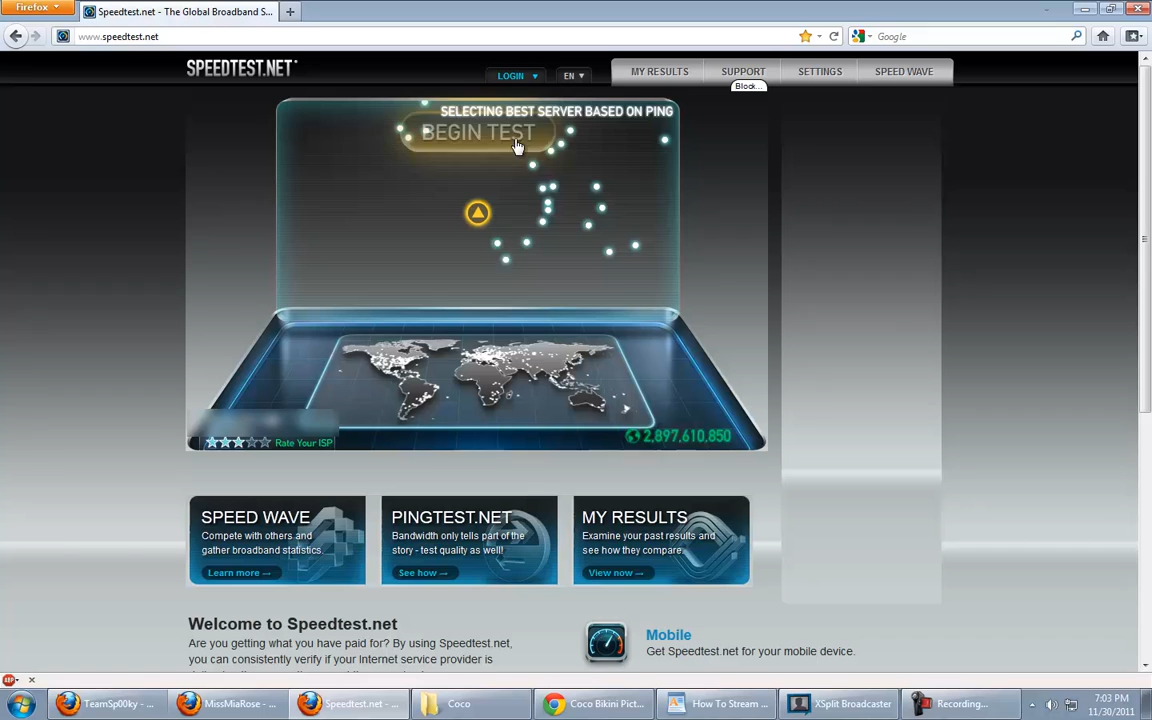 Firefox
Speedtest.net - The Global Broadband S...
www.speedtest.net
Google
SPEEDTEST.NET
LOGIN
EN
MY RESULTS
SUPPORT
SETTINGS
SPEED WAVE
Block...
SELECTING BEST SERVER BASED ON PING
BEGIN TEST
Rate Your ISP
2,897,610,850
SPEED WAVE
Compete with others and
gather broadband statistics.
Learn more
PINGTEST.NET
Bandwidth only tells part of the
story - test quality as well!
See how
MY RESULTS
Examine your past results and
see how they compare.
View now
Welcome to Speedtest.net
Are you getting what you have paid for? By using Speedtest.net,
you can consistently verify if your Internet service provider is
Mobile
Get Speedtest.net for your mobile device.
ABP
TeamSp00ky - ...
MissMiaRose - ...
Speedtest.net - ...
Coco
Coco Bikini Pict...
How To Stream ...
XSplit Broadcaster
Recording...
7:03 PM
11/30/2011